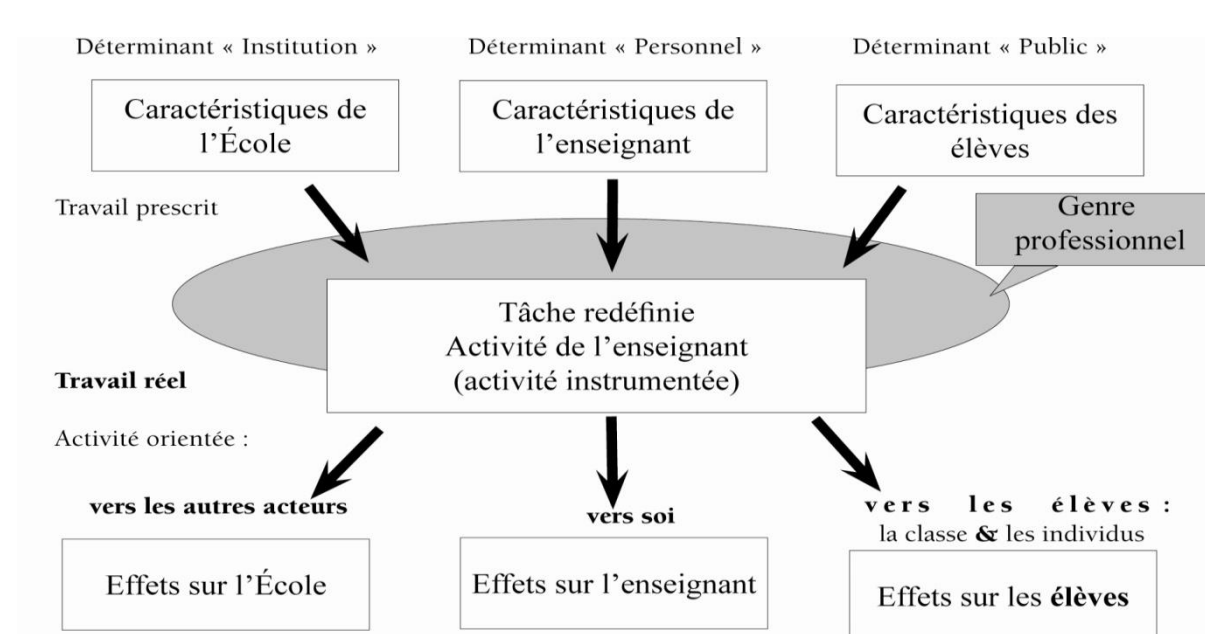 Déterminant « Institution »
Déterminant « Personnel »
Déterminant « Public »
Caractéristiques de
l’École
Caractéristiques de
l’enseignant
Caractéristiques des
élèves
Travail prescrit
Genre
professionnel
Tâche redéfinie
Activité de l’enseignant
(activité instrumentée)
Travail réel
Activité orientée :
vers les autres acteurs
vers soi
vers les élèves :
la classe & les individus
Effets sur l’École
Effets sur l’enseignant
Effets sur les élèves